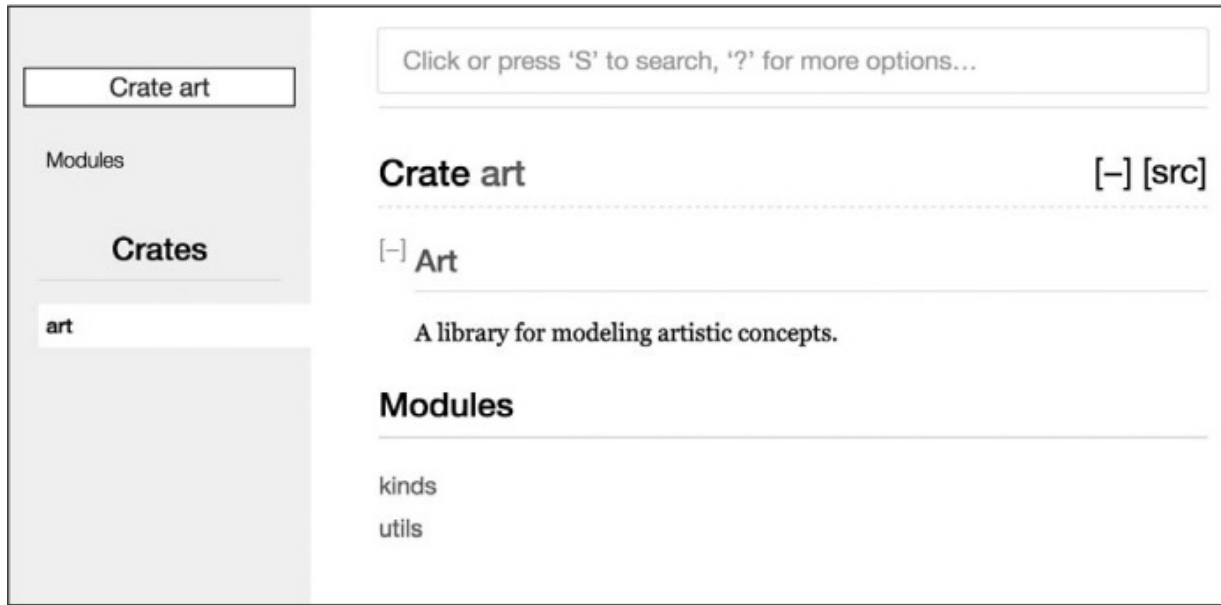 Crate art
Modules
Crates
art
Click or press ‘S’ to search, ‘?’ for more options…
Crate art [–] [src]
[–] Art
A library for modeling artistic concepts.
Modules
kinds
utils